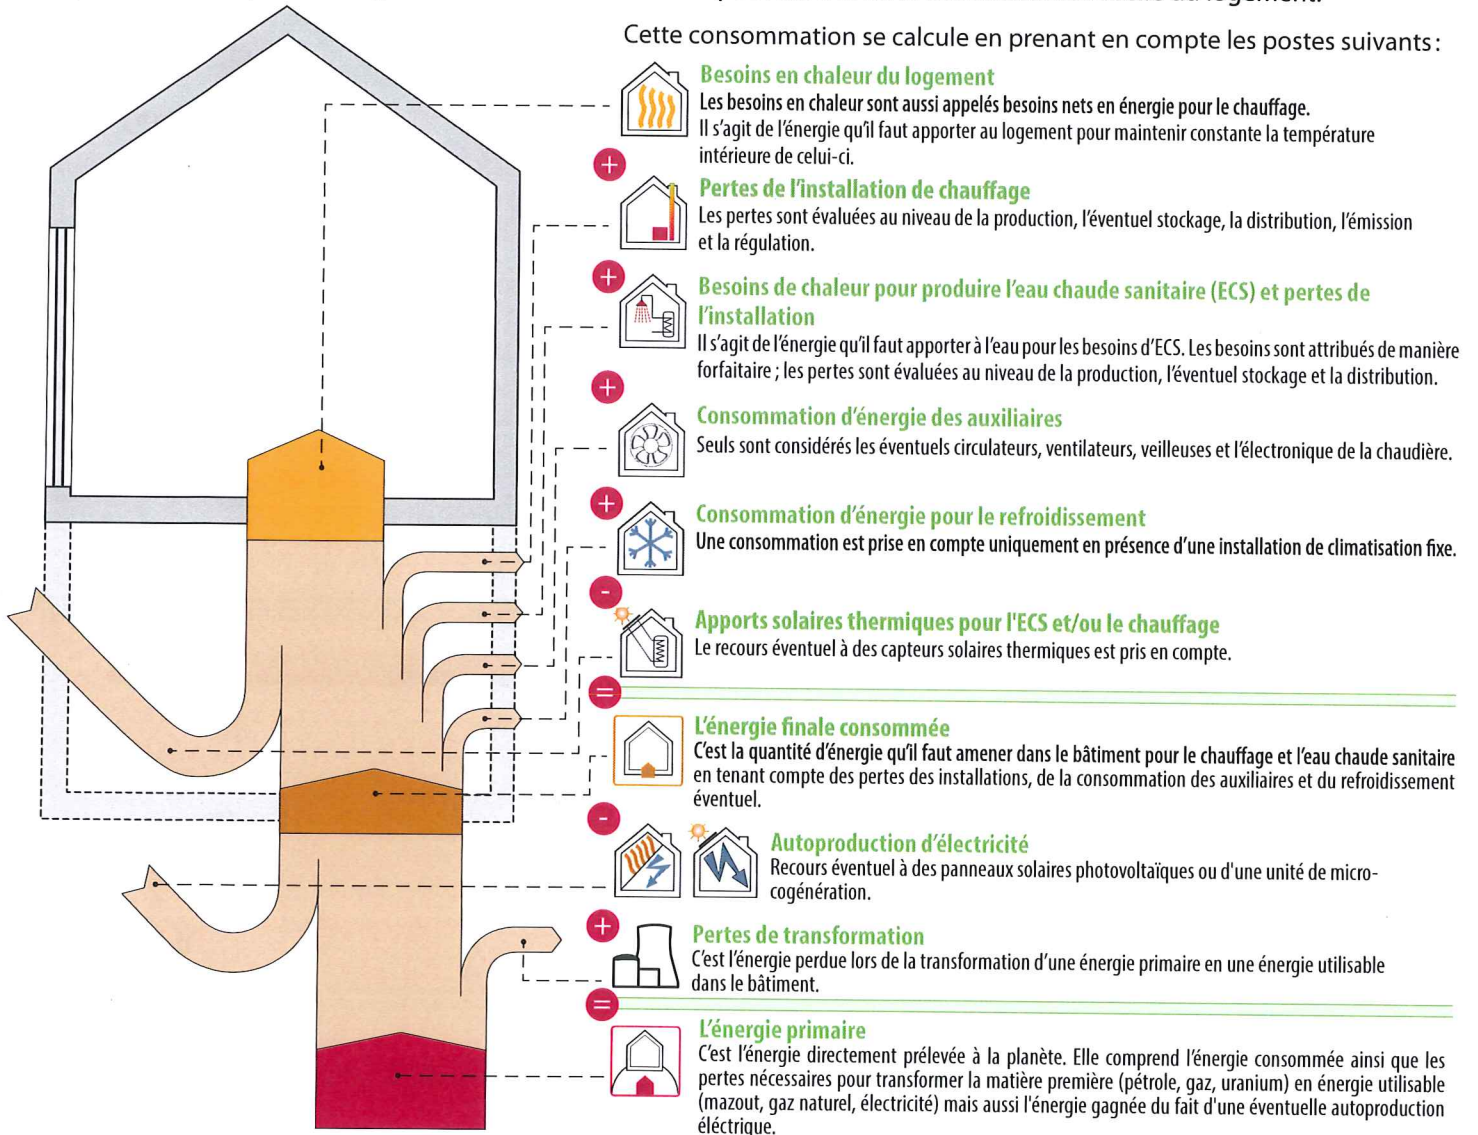 du logement.
Cette consommation se calcule en prenant en compte les postes suivants :
Besoins en chaleur du logement
Les besoins en chaleur sont aussi appelés besoins nets en énergie pour le chauffage.
Il s'agit de l'énergie qu'il faut apporter au logement pour maintenir constante la température
intérieure de celui-ci.
+
Pertes de l'installation de chauffage
Les pertes sont évaluées au niveau de la production, l'éventuel stockage, la distribution, l'émission
et la régulation.
+
Besoins de chaleur pour produire l'eau chaude sanitaire (ECS) et pertes de
l'installation
Il s'agit de l'énergie qu'il faut apporter à l'eau pour les besoins d'ECS. Les besoins sont attribués de manière
forfaitaire ; les pertes sont évaluées au niveau de la production, l'éventuel stockage et la distribution.
+
Consommation d'énergie des auxiliaires
Seuls sont considérés les éventuels circulateurs, ventilateurs, veilleuses et l'électronique de la chaudière.
+
Consommation d'énergie pour le refroidissement
Une consommation est prise en compte uniquement en présence d'une installation de climatisation fixe.
-
Apports solaires thermiques pour l'ECS et/ou le chauffage
Le recours éventuel à des capteurs solaires thermiques est pris en compte.
=
L'énergie finale consommée
C'est la quantité d'énergie qu'il faut amener dans le bâtiment pour le chauffage et l'eau chaude sanitaire
en tenant compte des pertes des installations, de la consommation des auxiliaires et du refroidissement
éventuel.
-
Autoproduction d'électricité
Recours éventuel à des panneaux solaires photovoltaïques ou d'une unité de micro-
cogénération.
+
Pertes de transformation
C'est l'énergie perdue lors de la transformation d'une énergie primaire en une énergie utilisable
dans le bâtiment.
=
L'énergie primaire
C'est l'énergie directement prélevée à la planète. Elle comprend l'énergie consommée ainsi que les
pertes nécessaires pour transformer la matière première (pétrole, gaz, uranium) en énergie utilisable
(mazout, gaz naturel, électricité) mais aussi l'énergie gagnée du fait d'une éventuelle autoproduction
éléctrique.